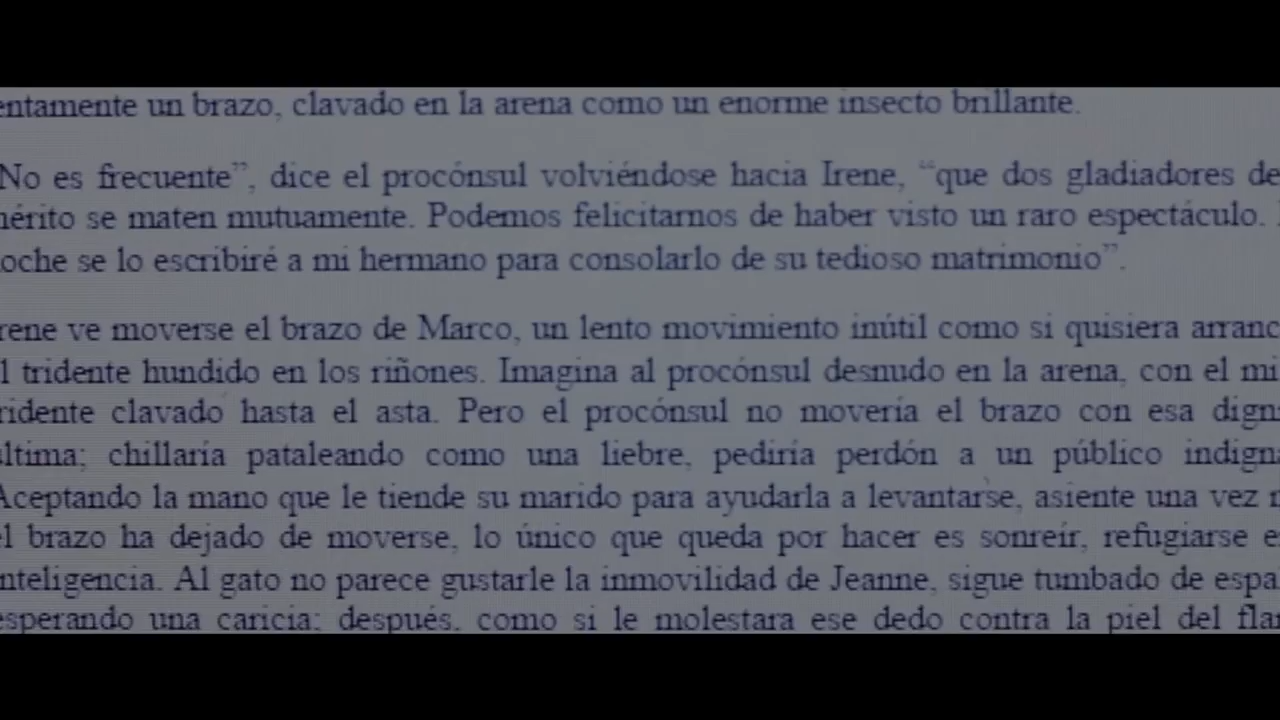 entamente un brazo, clavado en la arena como un enorme insecto brillante.
No es frecuente”, dice el procónsul volviéndose hacia Irene, “que dos gladiadores de
nérito se maten mutuamente. Podemos felicitarnos de haber visto un raro espectáculo.
oche se lo escribiré a mi hermano para consolarlo de su tedioso matrimonio”.
rene ve moverse el brazo de Marco, un lento movimiento inútil como si quisiera arranc
l tridente hundido en los riñones. Imagina al procónsul desnudo en la arena, con el mi
ridente clavado hasta el asta. Pero el procónsul no movería el brazo con esa dign
ltima; chillaría pataleando como una liebre, pediría perdón a un público indigna
Aceptando la mano que le tiende su marido para ayudarla a levantarse, asiente una vez
el brazo ha dejado de moverse, lo único que queda por hacer es sonreír, refugiarse e
nteligencia. Al gato no parece gustarle la inmovilidad de Jeanne, sigue tumbado de espa
esperando una caricia; después, como si le molestara ese dedo contra la piel del flan